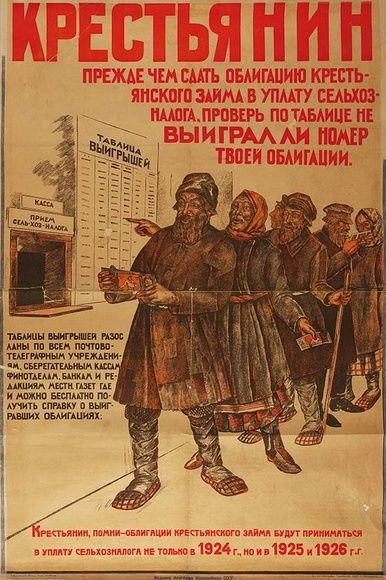 КРЕСТЬЯНИН
ПРЕЖДЕ ЧЕМ СДАТЬ ОБЛИГАЦИЮ КРЕСТЬ-
ЯНСКОГО ЗАЙМА В УПЛАТУ СЕЛЬХОЗ-
НАЛОГА, ПРОВЕРЬ ПО ТАБЛИЦЕ НЕ
ВЫИГРАЛ ЛИ НОМЕР
ТВОЕЙ ОБЛИГАЦИИ.
ТАБЛИЦА
ВЫИГРЫШЕЙ
КАССА
ПРИЕМ
СЕЛЬ-ХОЗ-НАЛОГА
ТАБЛИЦЫ ВЫИГРЫШЕЙ РАЗОС
ЛАНЫ ПО ВСЕМ ПОЧТОВО-
ТЕЛЕГРАФНЫМ УЧРЕЖДЕНИ-
ЯМ, СБЕРЕГАТЕЛЬНЫМ КАССАМ
ФИНОТДЕЛАМ, БАНКАМ И РЕ-
ДАКЦИЯМ МЕСТН. ГАЗЕТ ГДЕ
И МОЖНО БЕСПЛАТНО ПО-
ЛУЧИТЬ СПРАВКУ О ВЫИГ-
РАВШИХ ОБЛИГАЦИЯХ:
КРЕСТЬЯНИН, ПОМНИ-ОБЛИГАЦИИ КРЕСТЬЯНСКОГО ЗАЙМА БУДУТ ПРИНИМАТЬСЯ
В УПЛАТУ СЕЛЬХОЗНАЛОГА НЕ ТОЛЬКО В 1924 Г., НО И В 1925 И 1926 Г.Г.